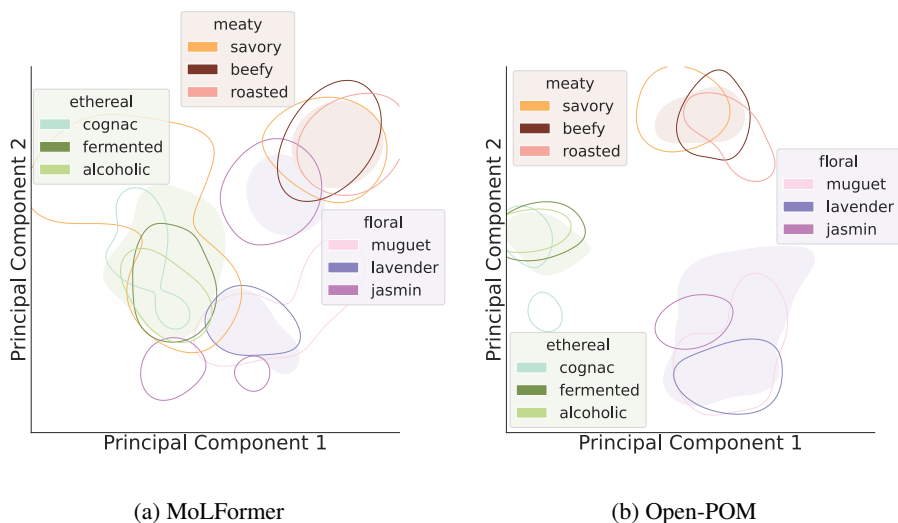 meaty
savory
beefy
roasted
ethereal
cognac
fermented
alcoholic
floral
muguet
lavender
jasmin
Principal Component 2
Principal Component 1
(a) MoLFormer
meaty
savory
beefy
roasted
floral
muguet
lavender
jasmin
ethereal
cognac
fermented
alcoholic
Principal Component 2
Principal Component 1
(b) Open-POM